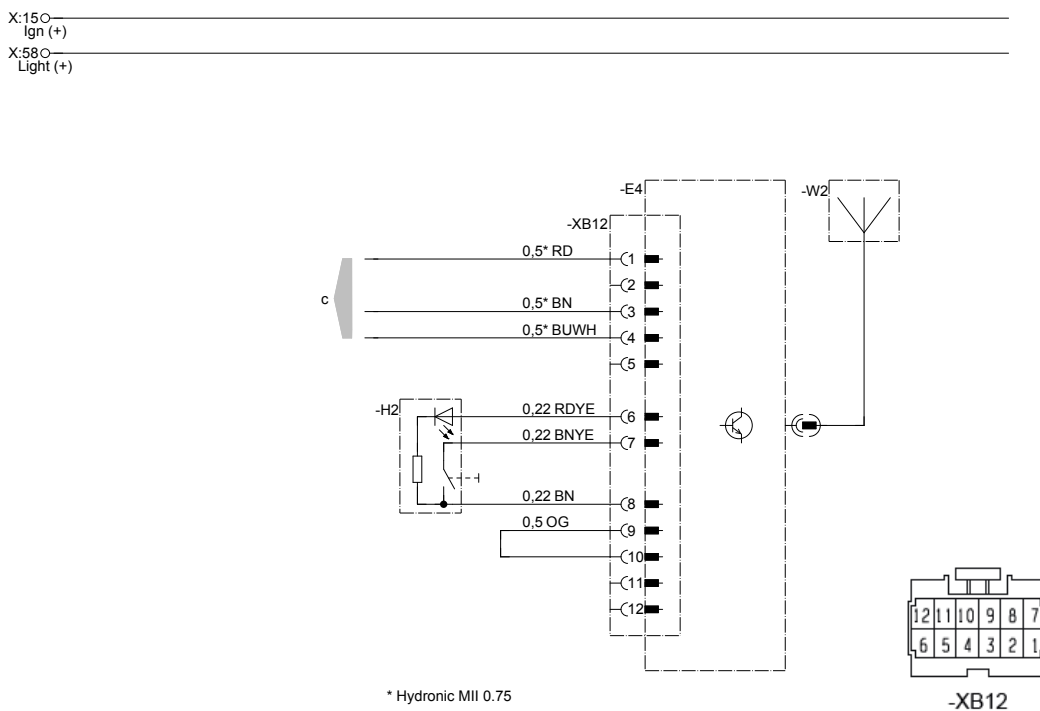 X:15
Ign (+)
X:58
Light (+)
-E4
-W2
-XB12
0,5* RD
1
2
c
0,5* BN
3
0,5* BUWH
4
5
-H2
0,22 RDYE
6
0,22 BNYE
7
0,22 BN
8
0,5 OG
9
10
11
12
12 11 10 9 8 7
6 5 4 3 2 1
* Hydronic MII 0.75
-XB12